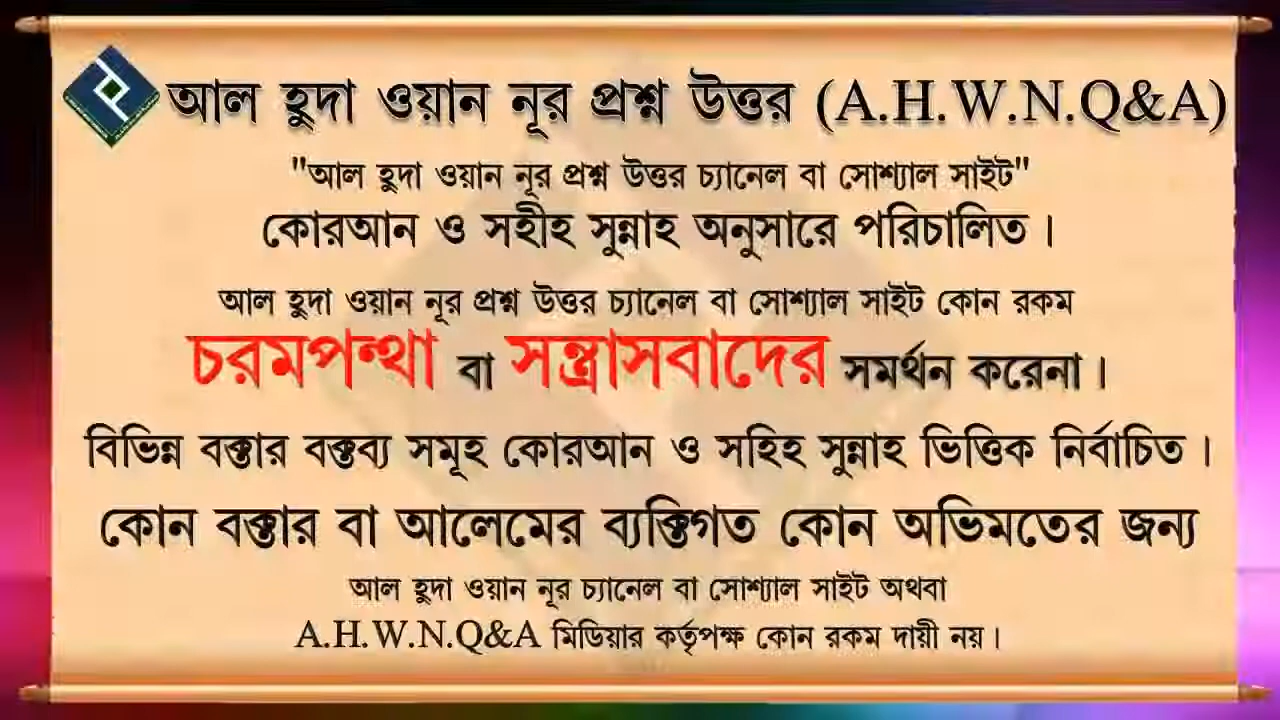 আল হুদা ওয়ান নূর প্রশ্ন উত্তর (A.H.W.N.Q&A)
"আল হুদা ওয়ান নূর প্রশ্ন উত্তর চ্যানেল বা সোশ্যাল সাইট"
কোরআন ও সহীহ সুন্নাহ অনুসারে পরিচালিত।
আল হুদা ওয়ান নূর প্রশ্ন উত্তর চ্যানেল বা সোশ্যাল সাইট কোন রকম
চরমপন্থা বা সন্ত্রাসবাদের সমর্থন করেনা।
বিভিন্ন বক্তার বক্তব্য সমূহ কোরআন ও সহিহ সুন্নাহ ভিত্তিক নির্বাচিত।
কোন বক্তার বা আলেমের ব্যক্তিগত কোন অভিমতের জন্য
আল হুদা ওয়ান নূর চ্যানেল বা সোশ্যাল সাইট অথবা
A.H.W.N.Q&A মিডিয়ার কর্তৃপক্ষ কোন রকম দায়ী নয়।